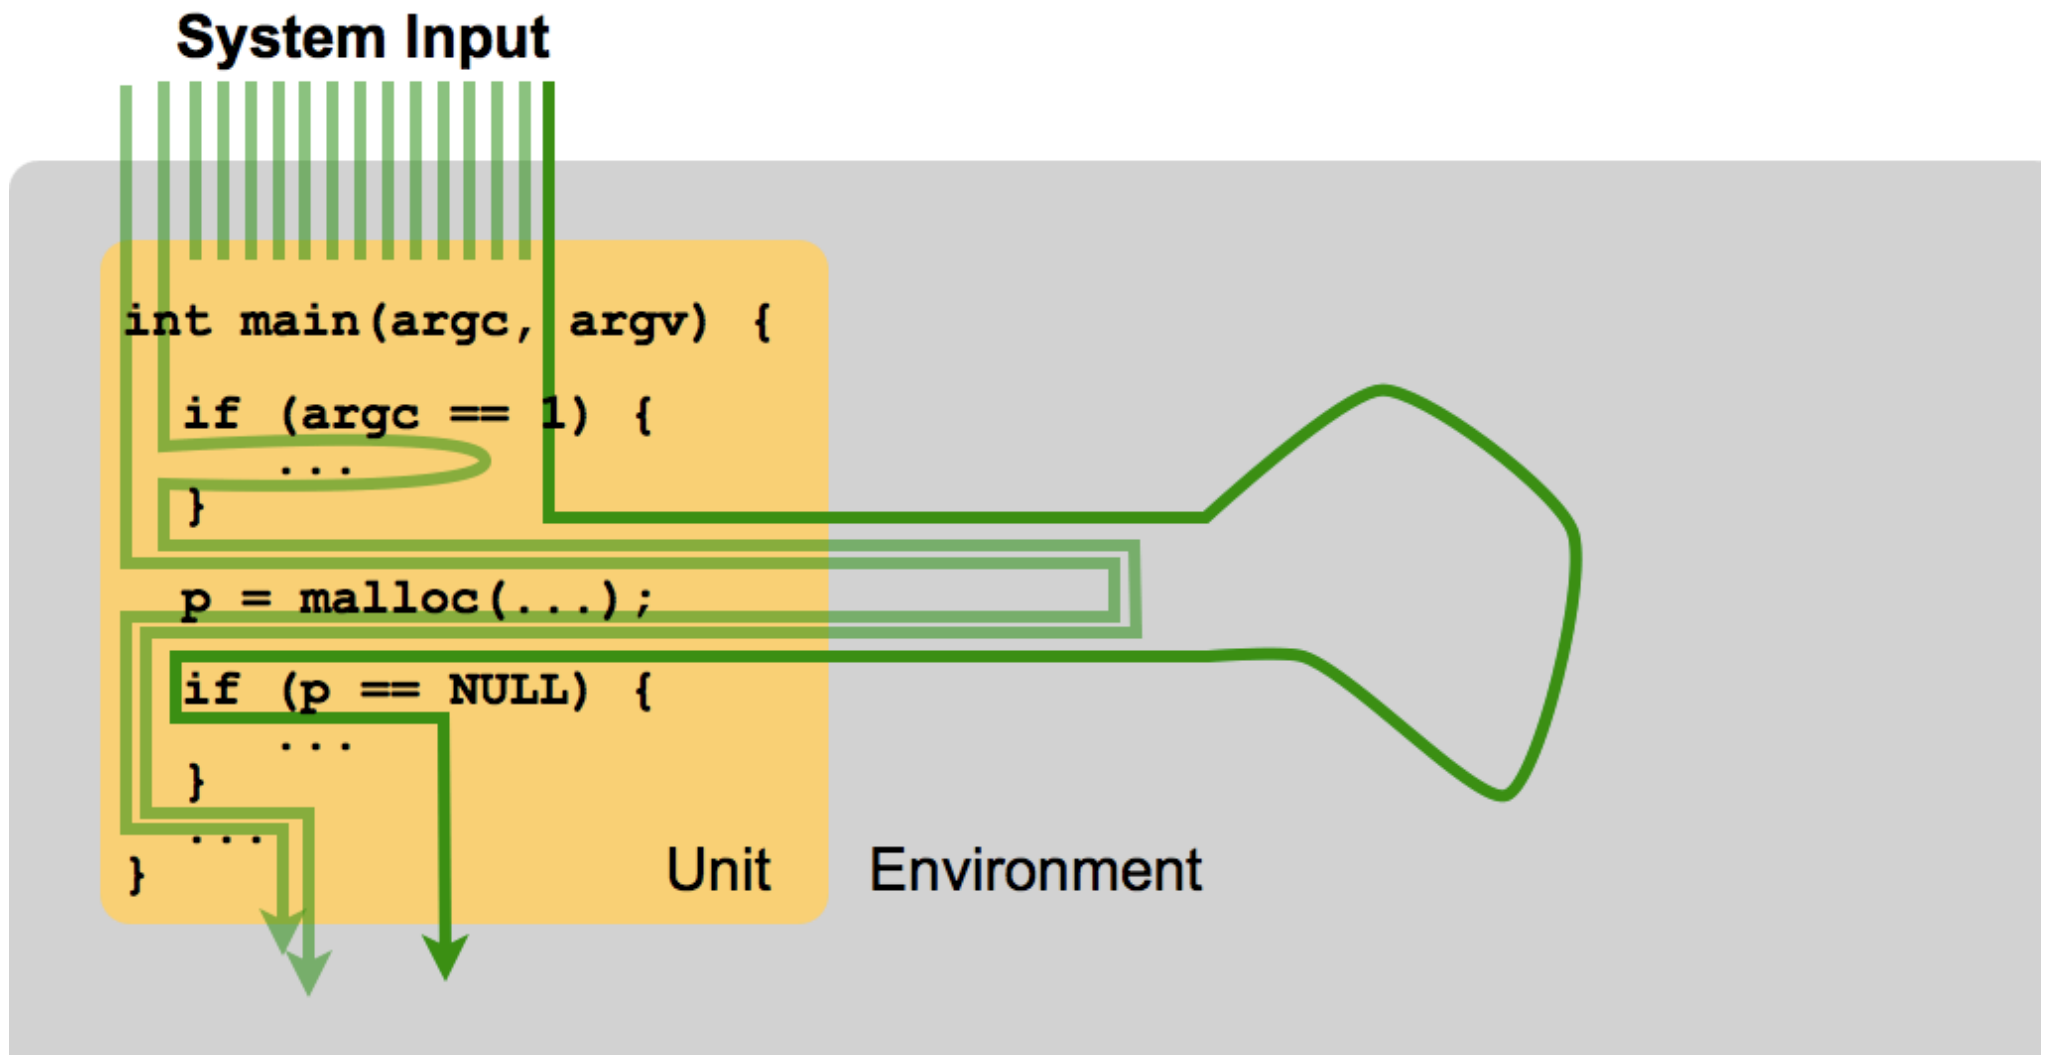 System Input
int main(argc, argv) {
if (argc == 1) {
...
}
p = malloc(...);
if (p == NULL) {
...
}
...
}
Unit
Environment